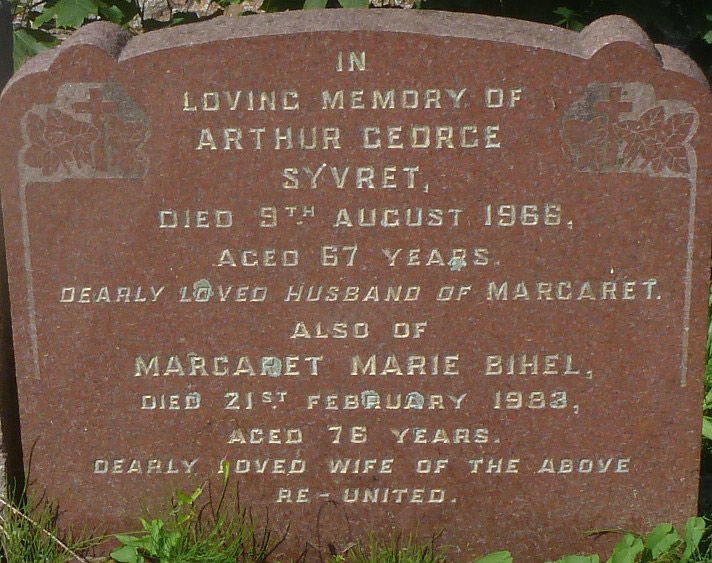 IN
LOVING MEMORY OF
ARTHUR GEORGE
SYVRET,
DIED 9TH AUGUST 1966,
AGED 67 YEARS.
DEARLY LOVED HUSBAND OF MARGARET.
ALSO OF
MARGARET MARIE BIHEL,
DIED 21ST FEBRUARY 1983,
AGED 76 YEARS.
DEARLY LOVED WIFE OF THE ABOVE
RE-UNITED.